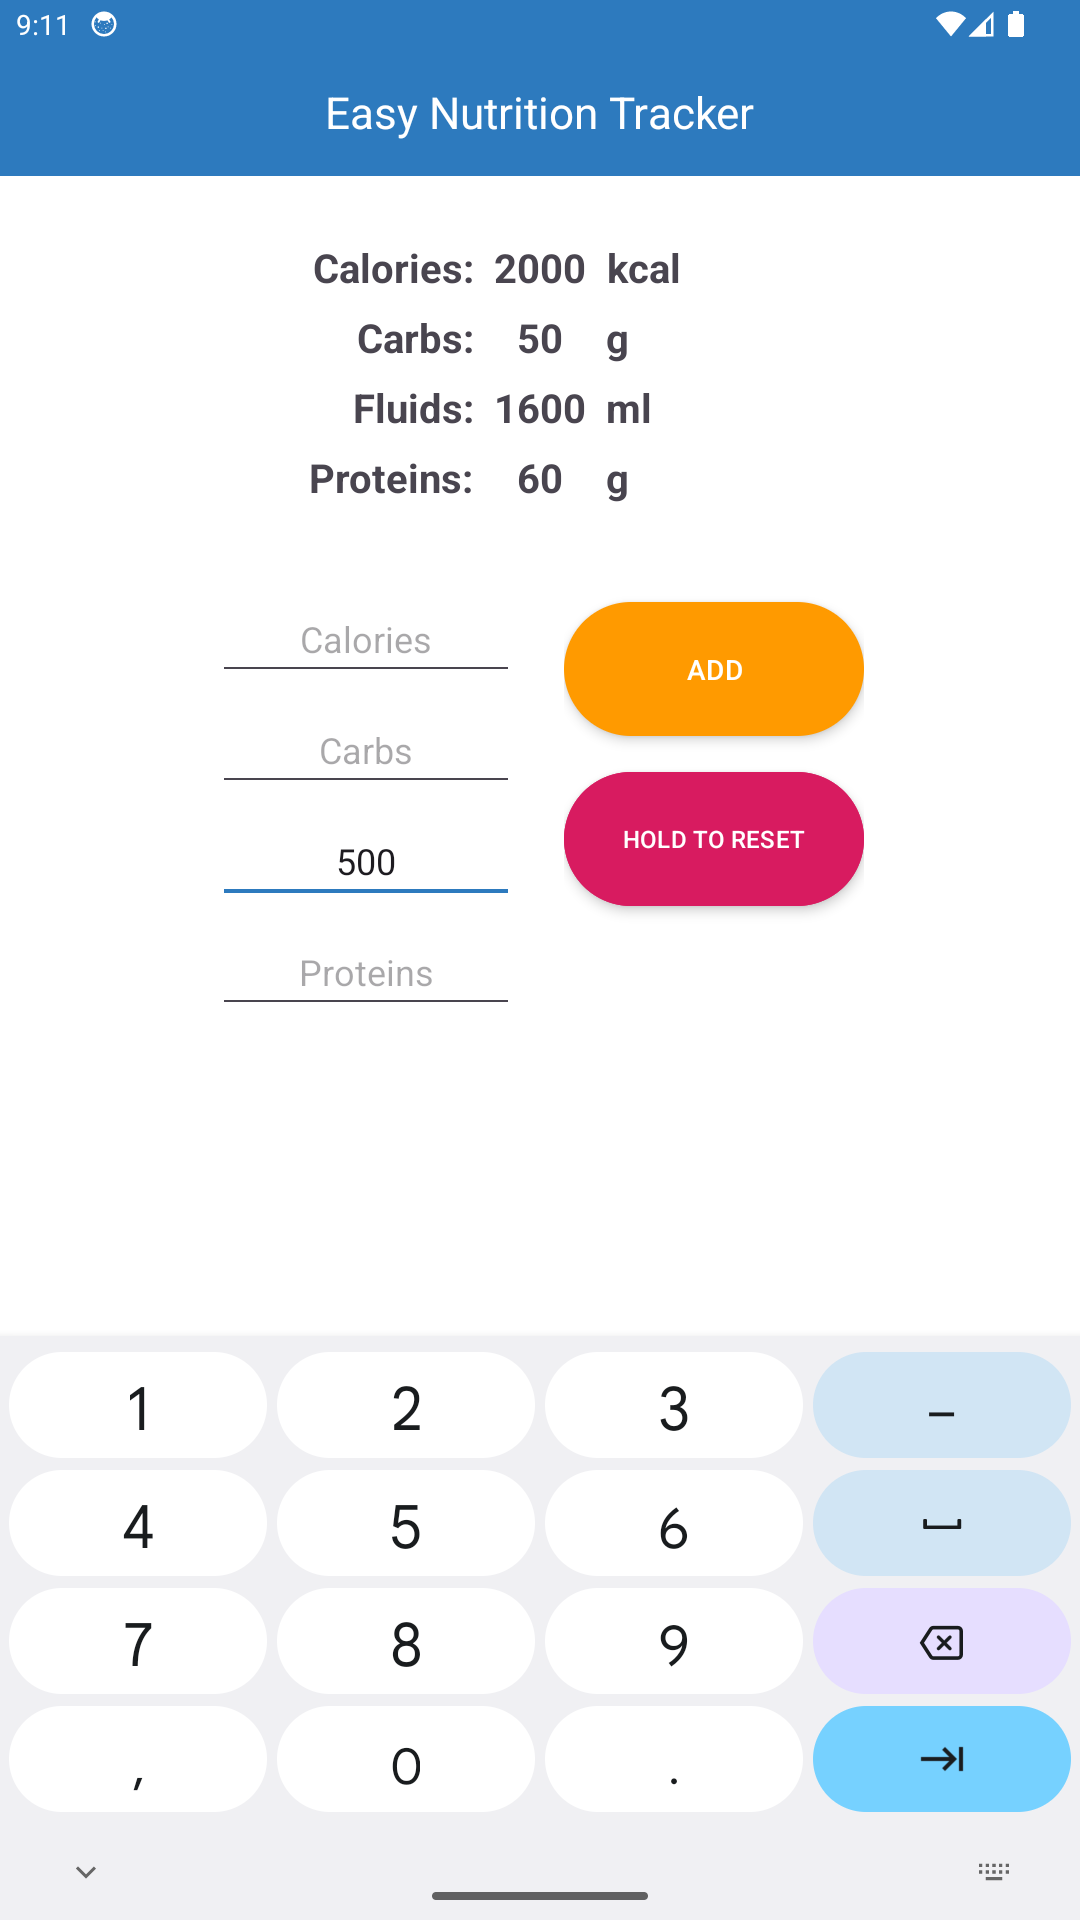 9:11
Easy Nutrition Tracker
Calories: 2000 kcal
Carbs: 50 g
Fluids: 1600 ml
Proteins: 60 g
Calories
ADD
Carbs
HOLD TO RESET
500
Proteins
1 2 3 –
4 5 6
7 8 9
, 0 .